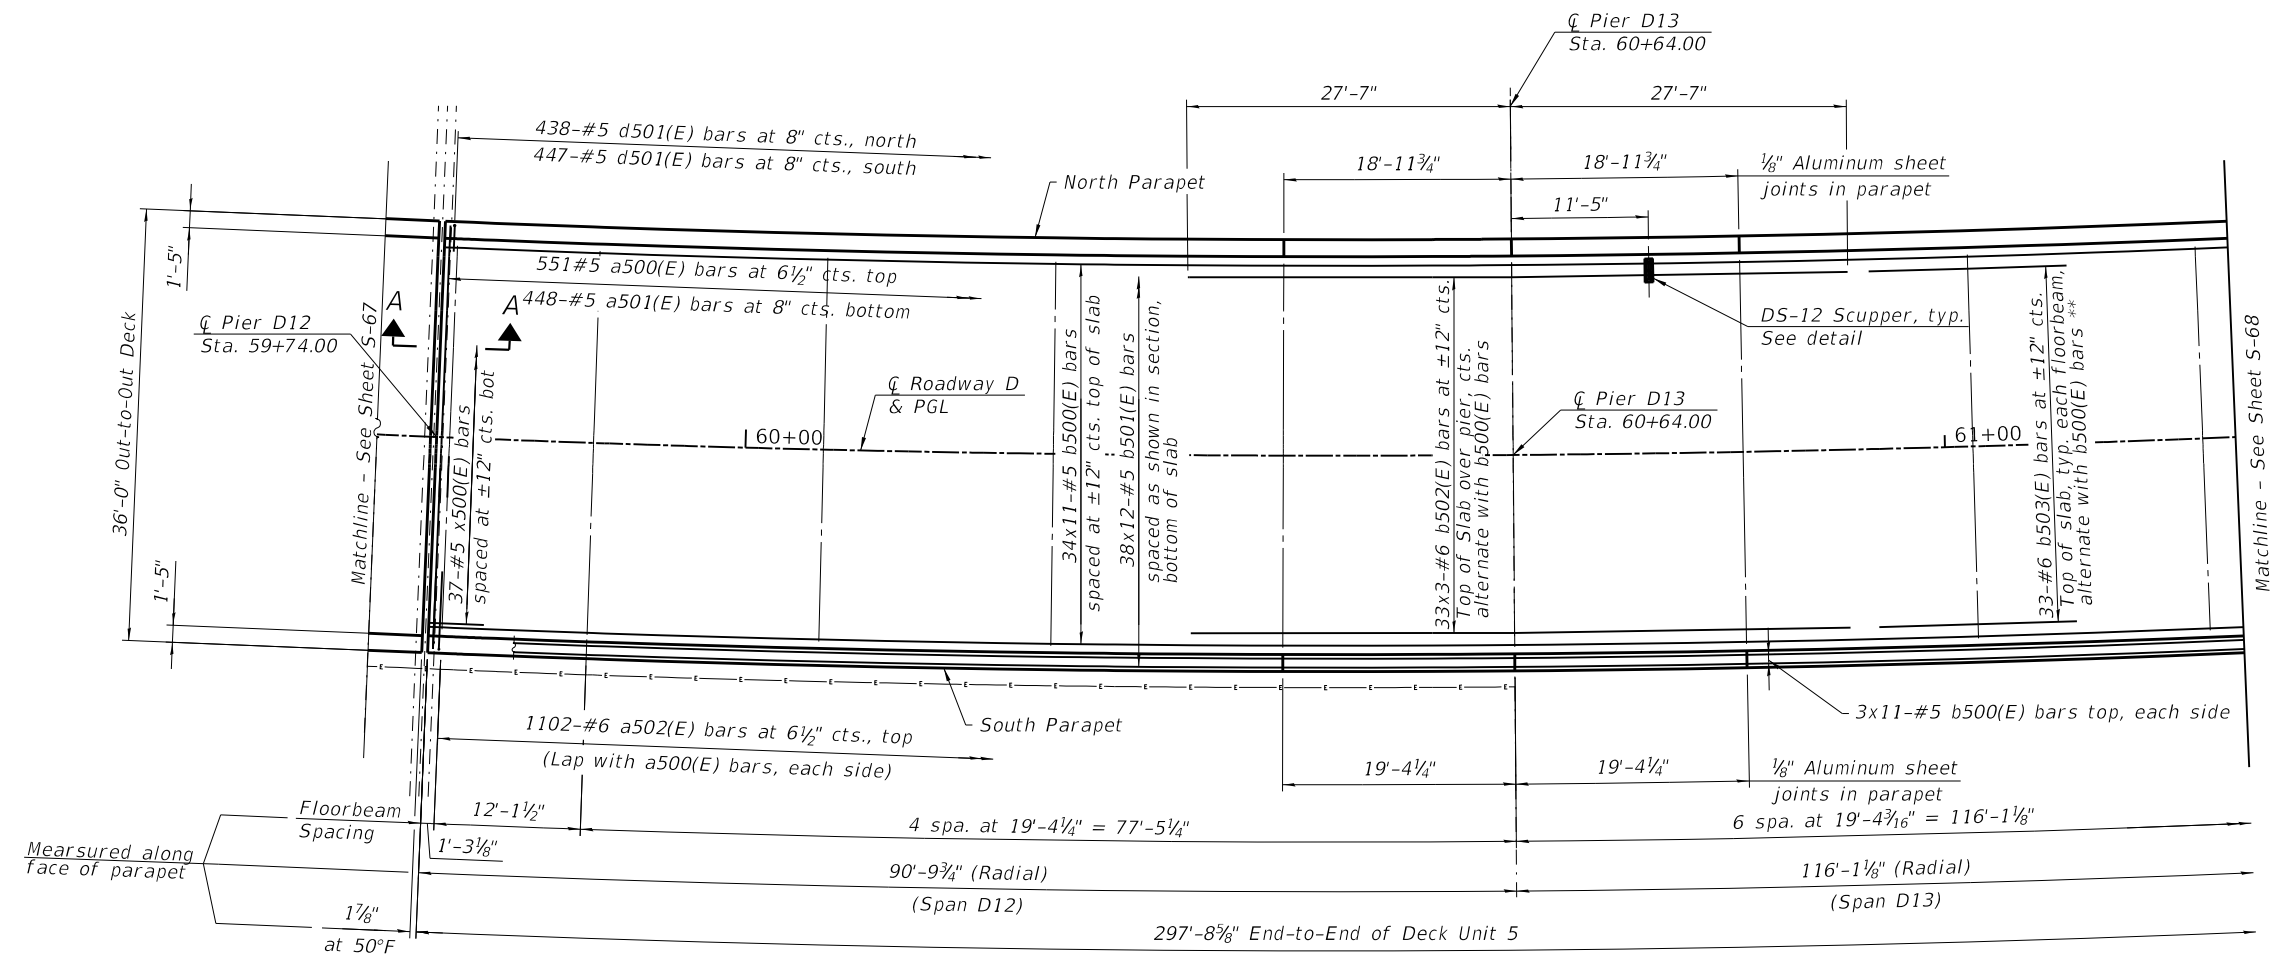 ℄ Pier D13
Sta. 60+64.00
27'-7"
27'-7"
438-#5 d501(E) bars at 8" cts., north
447-#5 d501(E) bars at 8" cts., south
18'-11¾"
18'-11¾"
⅛" Aluminum sheet
joints in parapet
North Parapet
11'-5"
1'-5"
551#5 a500(E) bars at 6½" cts. top
448-#5 a501(E) bars at 8" cts. bottom
A
A
℄ Pier D12
Sta. 59+74.00
36'-0" Out-to-Out Deck
Matchline - See Sheet S-67
37-#5 x500(E) bars
spaced at ±12" cts. bot
℄ Roadway D
& PGL
60+00
34x11-#5 b500(E) bars
spaced at ±12" cts. top of slab
38x12-#5 b501(E) bars
spaced as shown in section,
bottom of slab
33x3-#6 b502(E) bars at ±12" cts.
Top of Slab over pier, cts.
alternate with b500(E) bars
℄ Pier D13
Sta. 60+64.00
DS-12 Scupper, typ.
See detail
61+00
33-#6 b503(E) bars at ±12" cts.
Top of slab, typ. each floorbeam,
alternate with b500(E) bars **
Matchline - See Sheet S-68
1'-5"
E E E E E E E E E E E E E E E E E E E E E E E E E E
1102-#6 a502(E) bars at 6½" cts., top
(Lap with a500(E) bars, each side)
South Parapet
3x11-#5 b500(E) bars top, each side
19'-4¼"
19'-4¼"
⅛" Aluminum sheet
joints in parapet
Floorbeam
Spacing
12'-1½"
4 spa. at 19'-4¼" = 77'-5¼"
6 spa. at 19'-4³⁄₁₆" = 116'-1⅛"
1'-3⅛"
Mearsured along
face of parapet
90'-9¾" (Radial)
(Span D12)
116'-1⅛" (Radial)
(Span D13)
1⅞"
at 50°F
297'-8⅝" End-to-End of Deck Unit 5